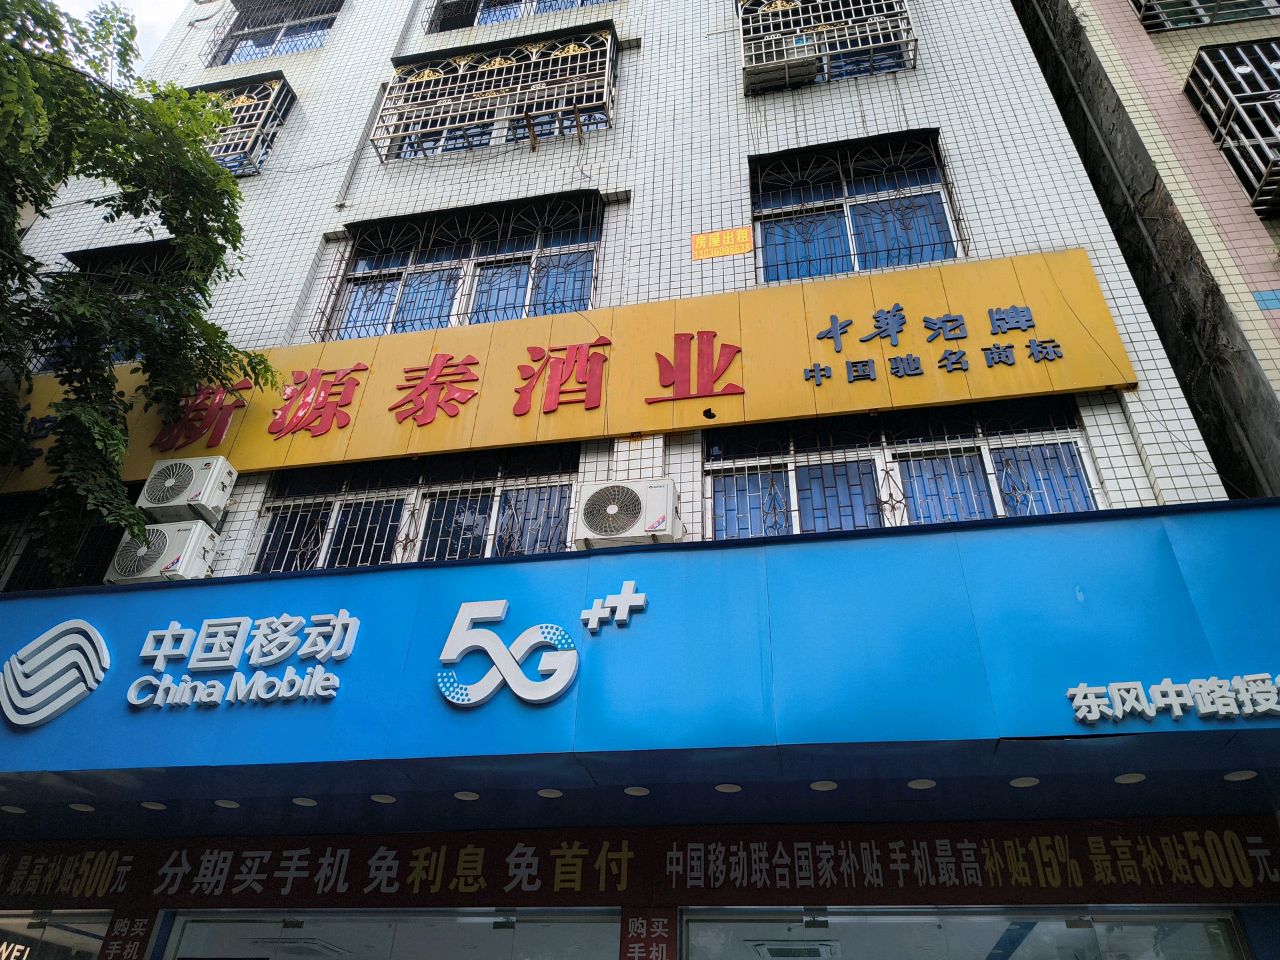 房屋出租
新源泰酒业
中华沱牌
中国驰名商标
中国移动
China Mobile
5G++
东风中路授
最高补贴500元
分期买手机 免利息 免首付
中国移动联合国家补贴 手机最高补贴15% 最高补贴500元
购买
手机
购买
手机
WEI